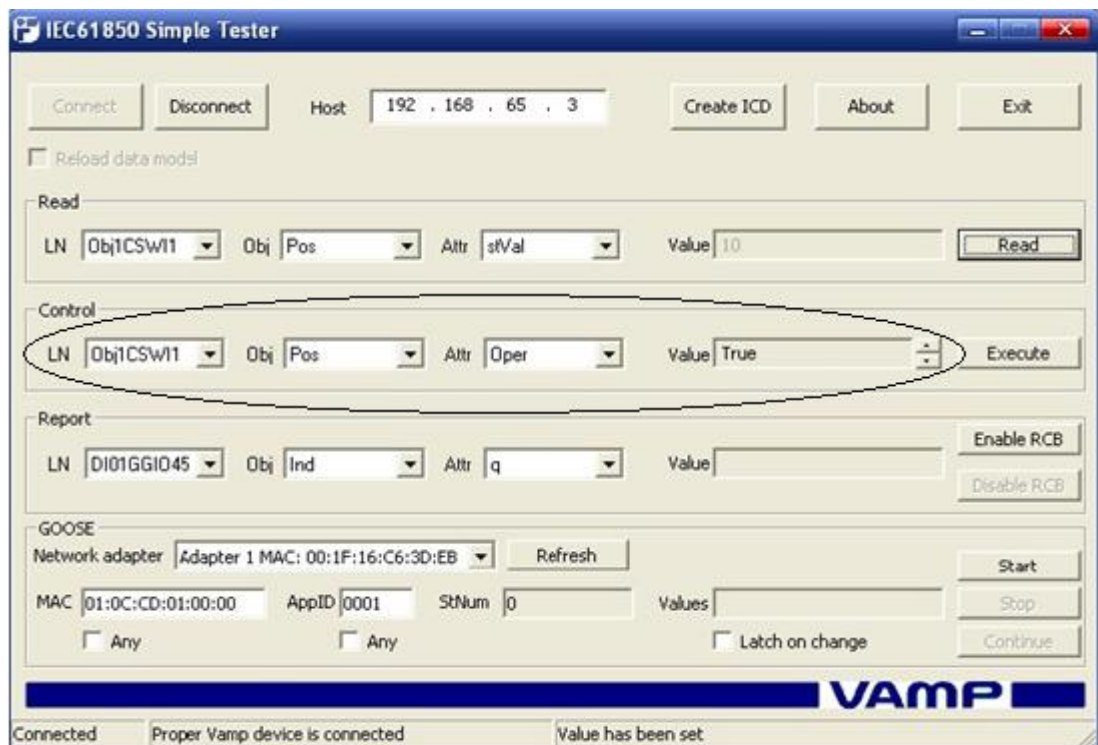 IEC61850 Simple Tester
Connect Disconnect Host 192 . 168 . 65 . 3 Create ICD About Exit
Reload data model
Read
LN Obj1CSWI1 Obj Pos Attr stVal Value 10 Read
Control
LN Obj1CSWI1 Obj Pos Attr Oper Value True Execute
Report
Enable RCB
LN DI01GGIO45 Obj Ind Attr q Value
Disable RCB
GOOSE
Network adapter Adapter 1 MAC: 00:1F:16:C6:3D:EB Refresh
Start
MAC 01:0C:CD:01:00:00 AppID 0001 StNum 0 Values Stop
Any Any Latch on change Continue
VAMP
Connected Proper Vamp device is connected Value has been set